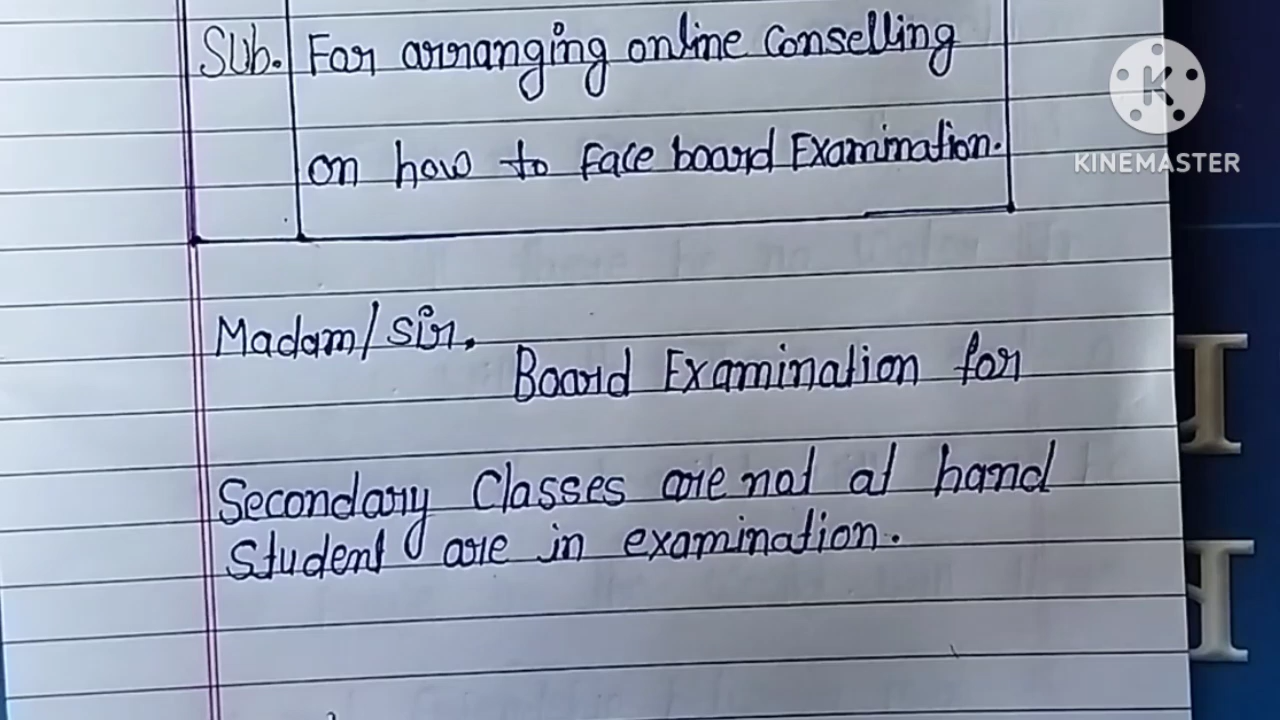 Sub. For arranging online Conselling
on how to Face board Examination.
K
KINEMASTER
Madam/Sir.
Board Examination for
Secondary Classes are not at hand
Student are in examination.
I
H